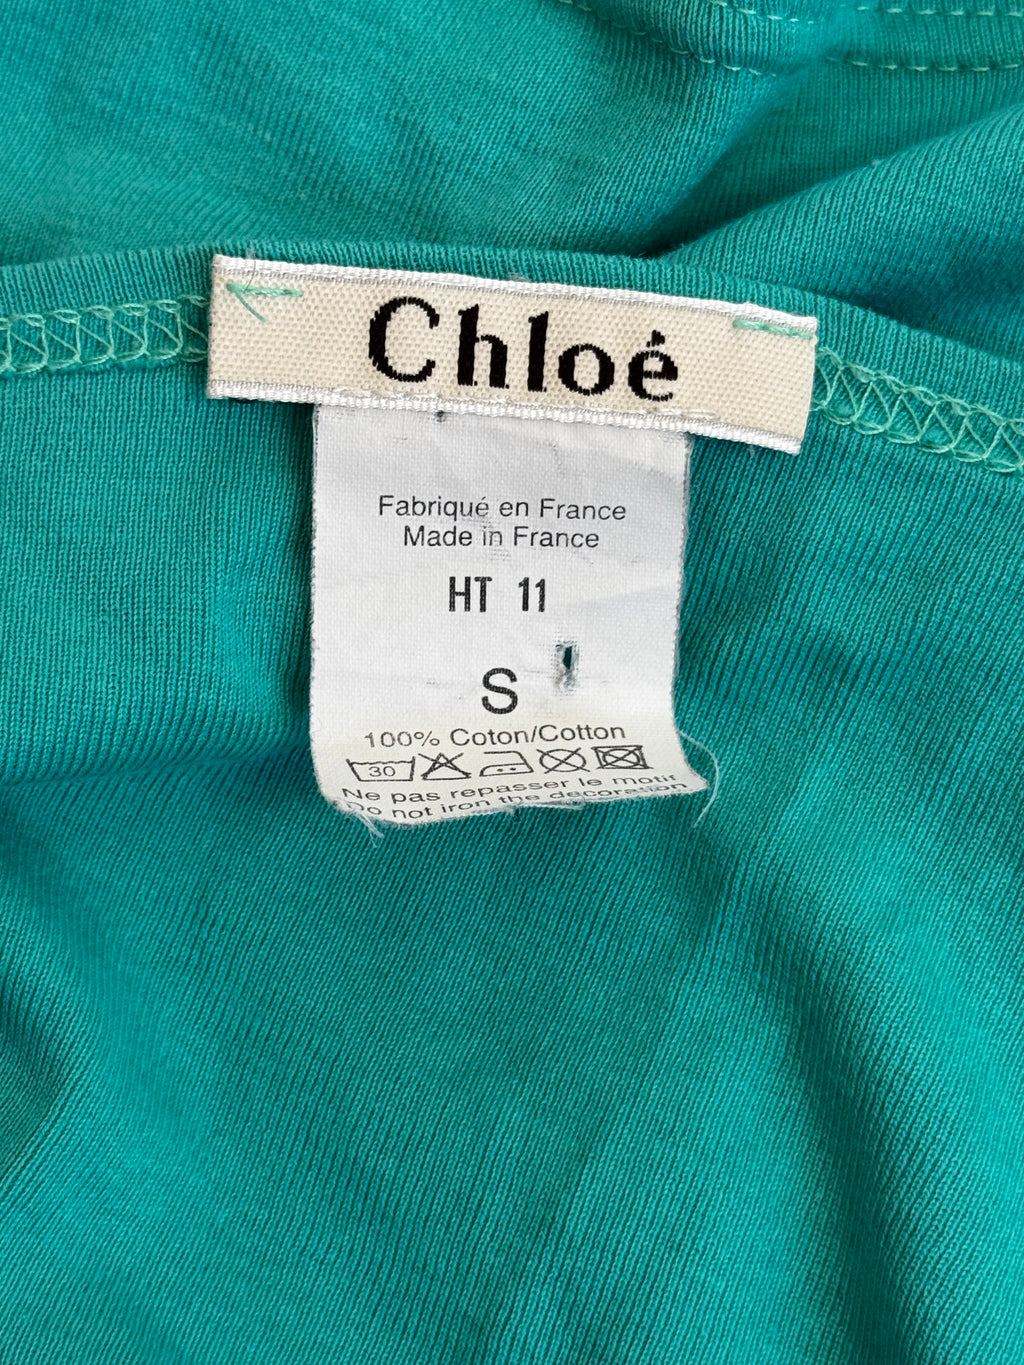 Chloé
Fabriqué en France
Made in France
HT 11
S
100% Coton/Cotton
30
Ne pas repasser le motif
Do not iron the decoration